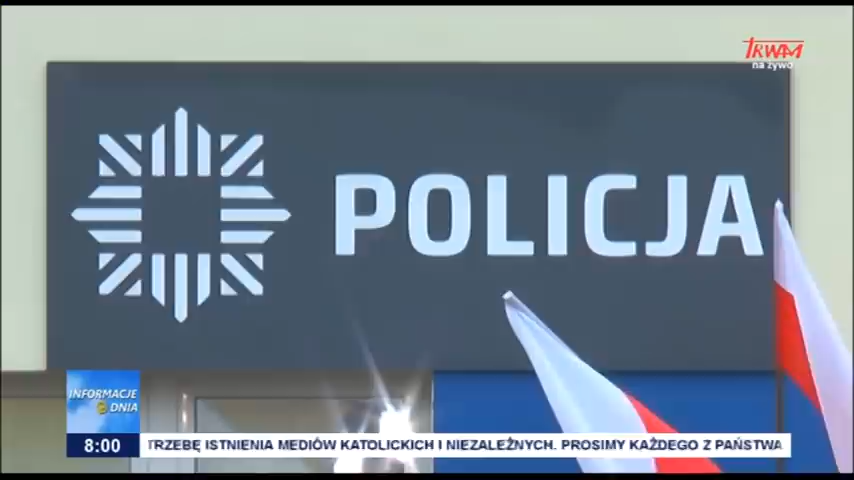 TRWAM
na żywo
POLICJA
INFORMACJE
DNIA
8:00
TRZEBĘ ISTNIENIA MEDIÓW KATOLICKICH I NIEZALEŻNYCH. PROSIMY KAŻDEGO Z PAŃSTWA